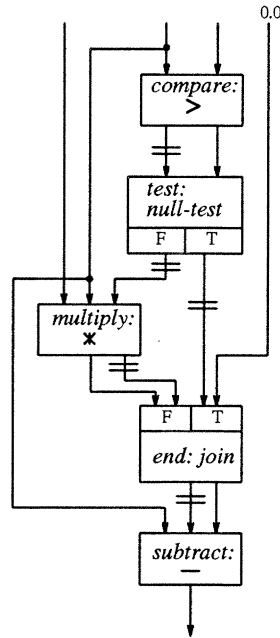 0.0
compare:
>
test:
null-test
F T
multiply:
*
F T
end: join
subtract:
—